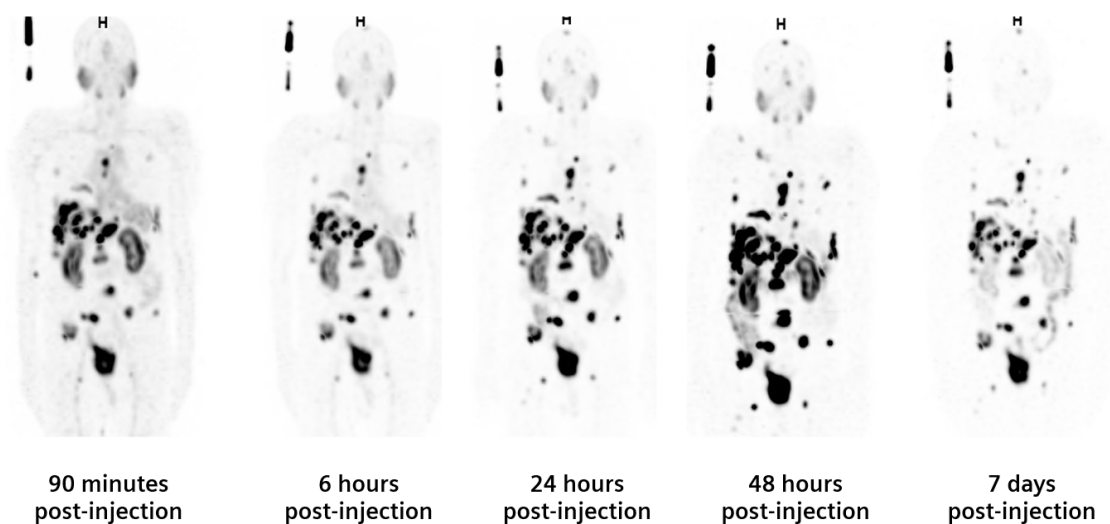 H
H
H
H
H
90 minutes
post-injection
6 hours
post-injection
24 hours
post-injection
48 hours
post-injection
7 days
post-injection